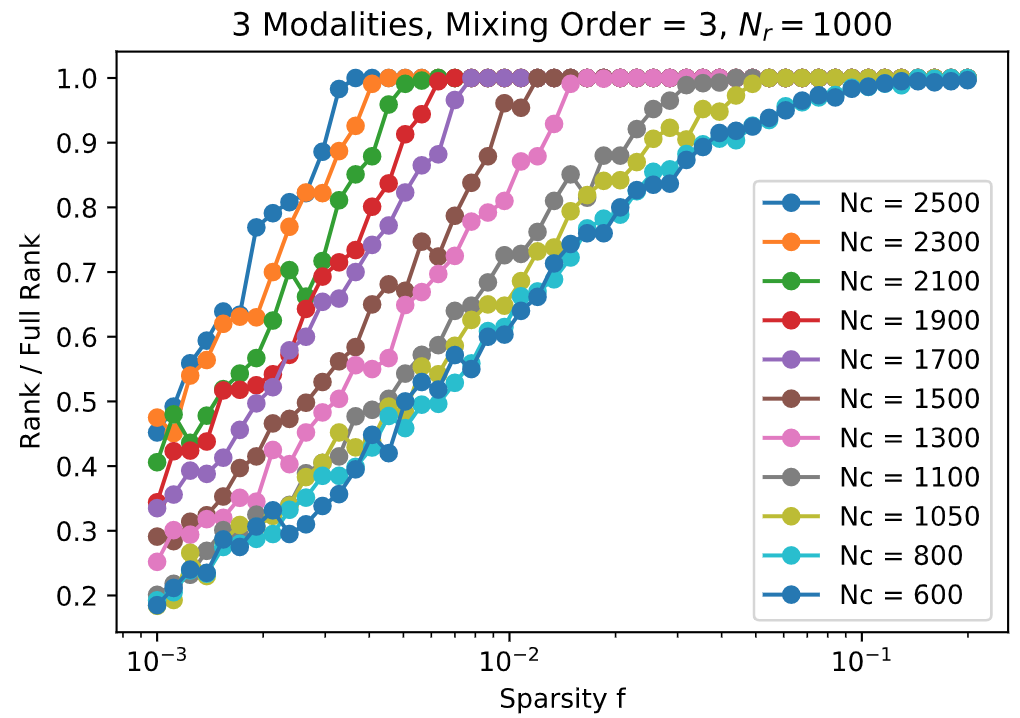 3 Modalities, Mixing Order = 3, Nᵣ = 1000
1.0
0.9
0.8
0.7
0.6
0.5
0.4
0.3
0.2
Rank / Full Rank
Nc = 2500
Nc = 2300
Nc = 2100
Nc = 1900
Nc = 1700
Nc = 1500
Nc = 1300
Nc = 1100
Nc = 1050
Nc = 800
Nc = 600
10⁻³ 10⁻² 10⁻¹
Sparsity f